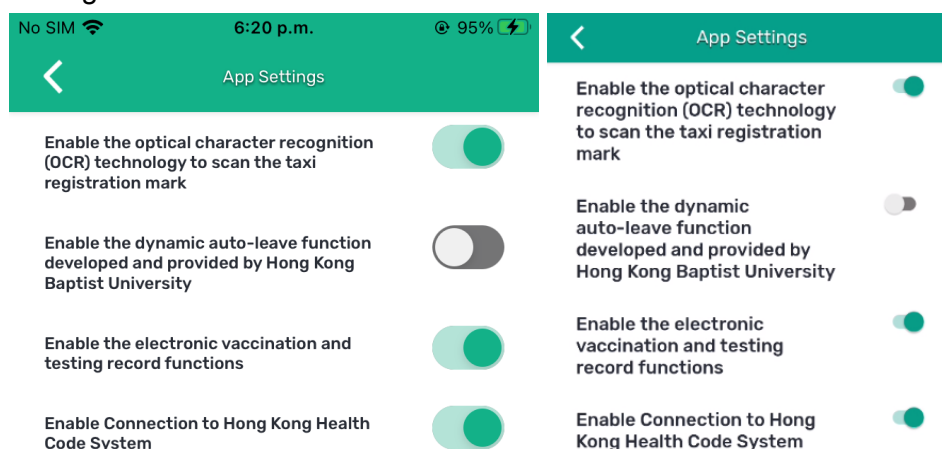 No SIM 6:20 p.m. 95%
App Settings
Enable the optical character recognition
(OCR) technology to scan the taxi
registration mark
Enable the dynamic auto-leave function
developed and provided by Hong Kong
Baptist University
Enable the electronic vaccination and
testing record functions
Enable Connection to Hong Kong Health
Code System
App Settings
Enable the optical character
recognition (OCR) technology
to scan the taxi registration
mark
Enable the dynamic
auto-leave function
developed and provided by
Hong Kong Baptist University
Enable the electronic
vaccination and testing
record functions
Enable Connection to Hong
Kong Health Code System